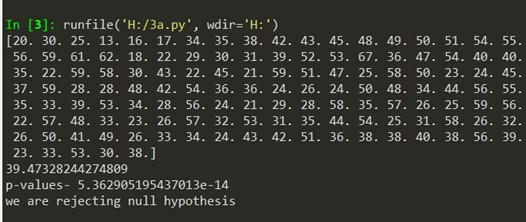 In [3]: runfile('H:/3a.py', wdir='H:')
[20. 30. 25. 13. 16. 17. 34. 35. 38. 42. 43. 45. 48. 49. 50. 51. 54. 55.
56. 59. 61. 62. 18. 22. 29. 30. 31. 39. 52. 53. 67. 36. 47. 54. 40. 40.
35. 22. 59. 58. 30. 43. 22. 45. 21. 59. 51. 47. 25. 58. 50. 23. 24. 45.
37. 59. 28. 28. 48. 42. 54. 36. 36. 24. 26. 24. 50. 48. 34. 44. 56. 55.
35. 33. 39. 53. 34. 28. 56. 24. 21. 29. 28. 58. 35. 57. 26. 25. 59. 56.
22. 57. 48. 33. 23. 26. 57. 32. 53. 31. 35. 44. 54. 25. 31. 58. 26. 32.
26. 50. 41. 49. 26. 33. 34. 24. 43. 42. 51. 36. 38. 38. 40. 38. 56. 39.
23. 33. 53. 30. 38.]
39.47328244274809
p-values- 5.362905195437013e-14
we are rejecting null hypothesis